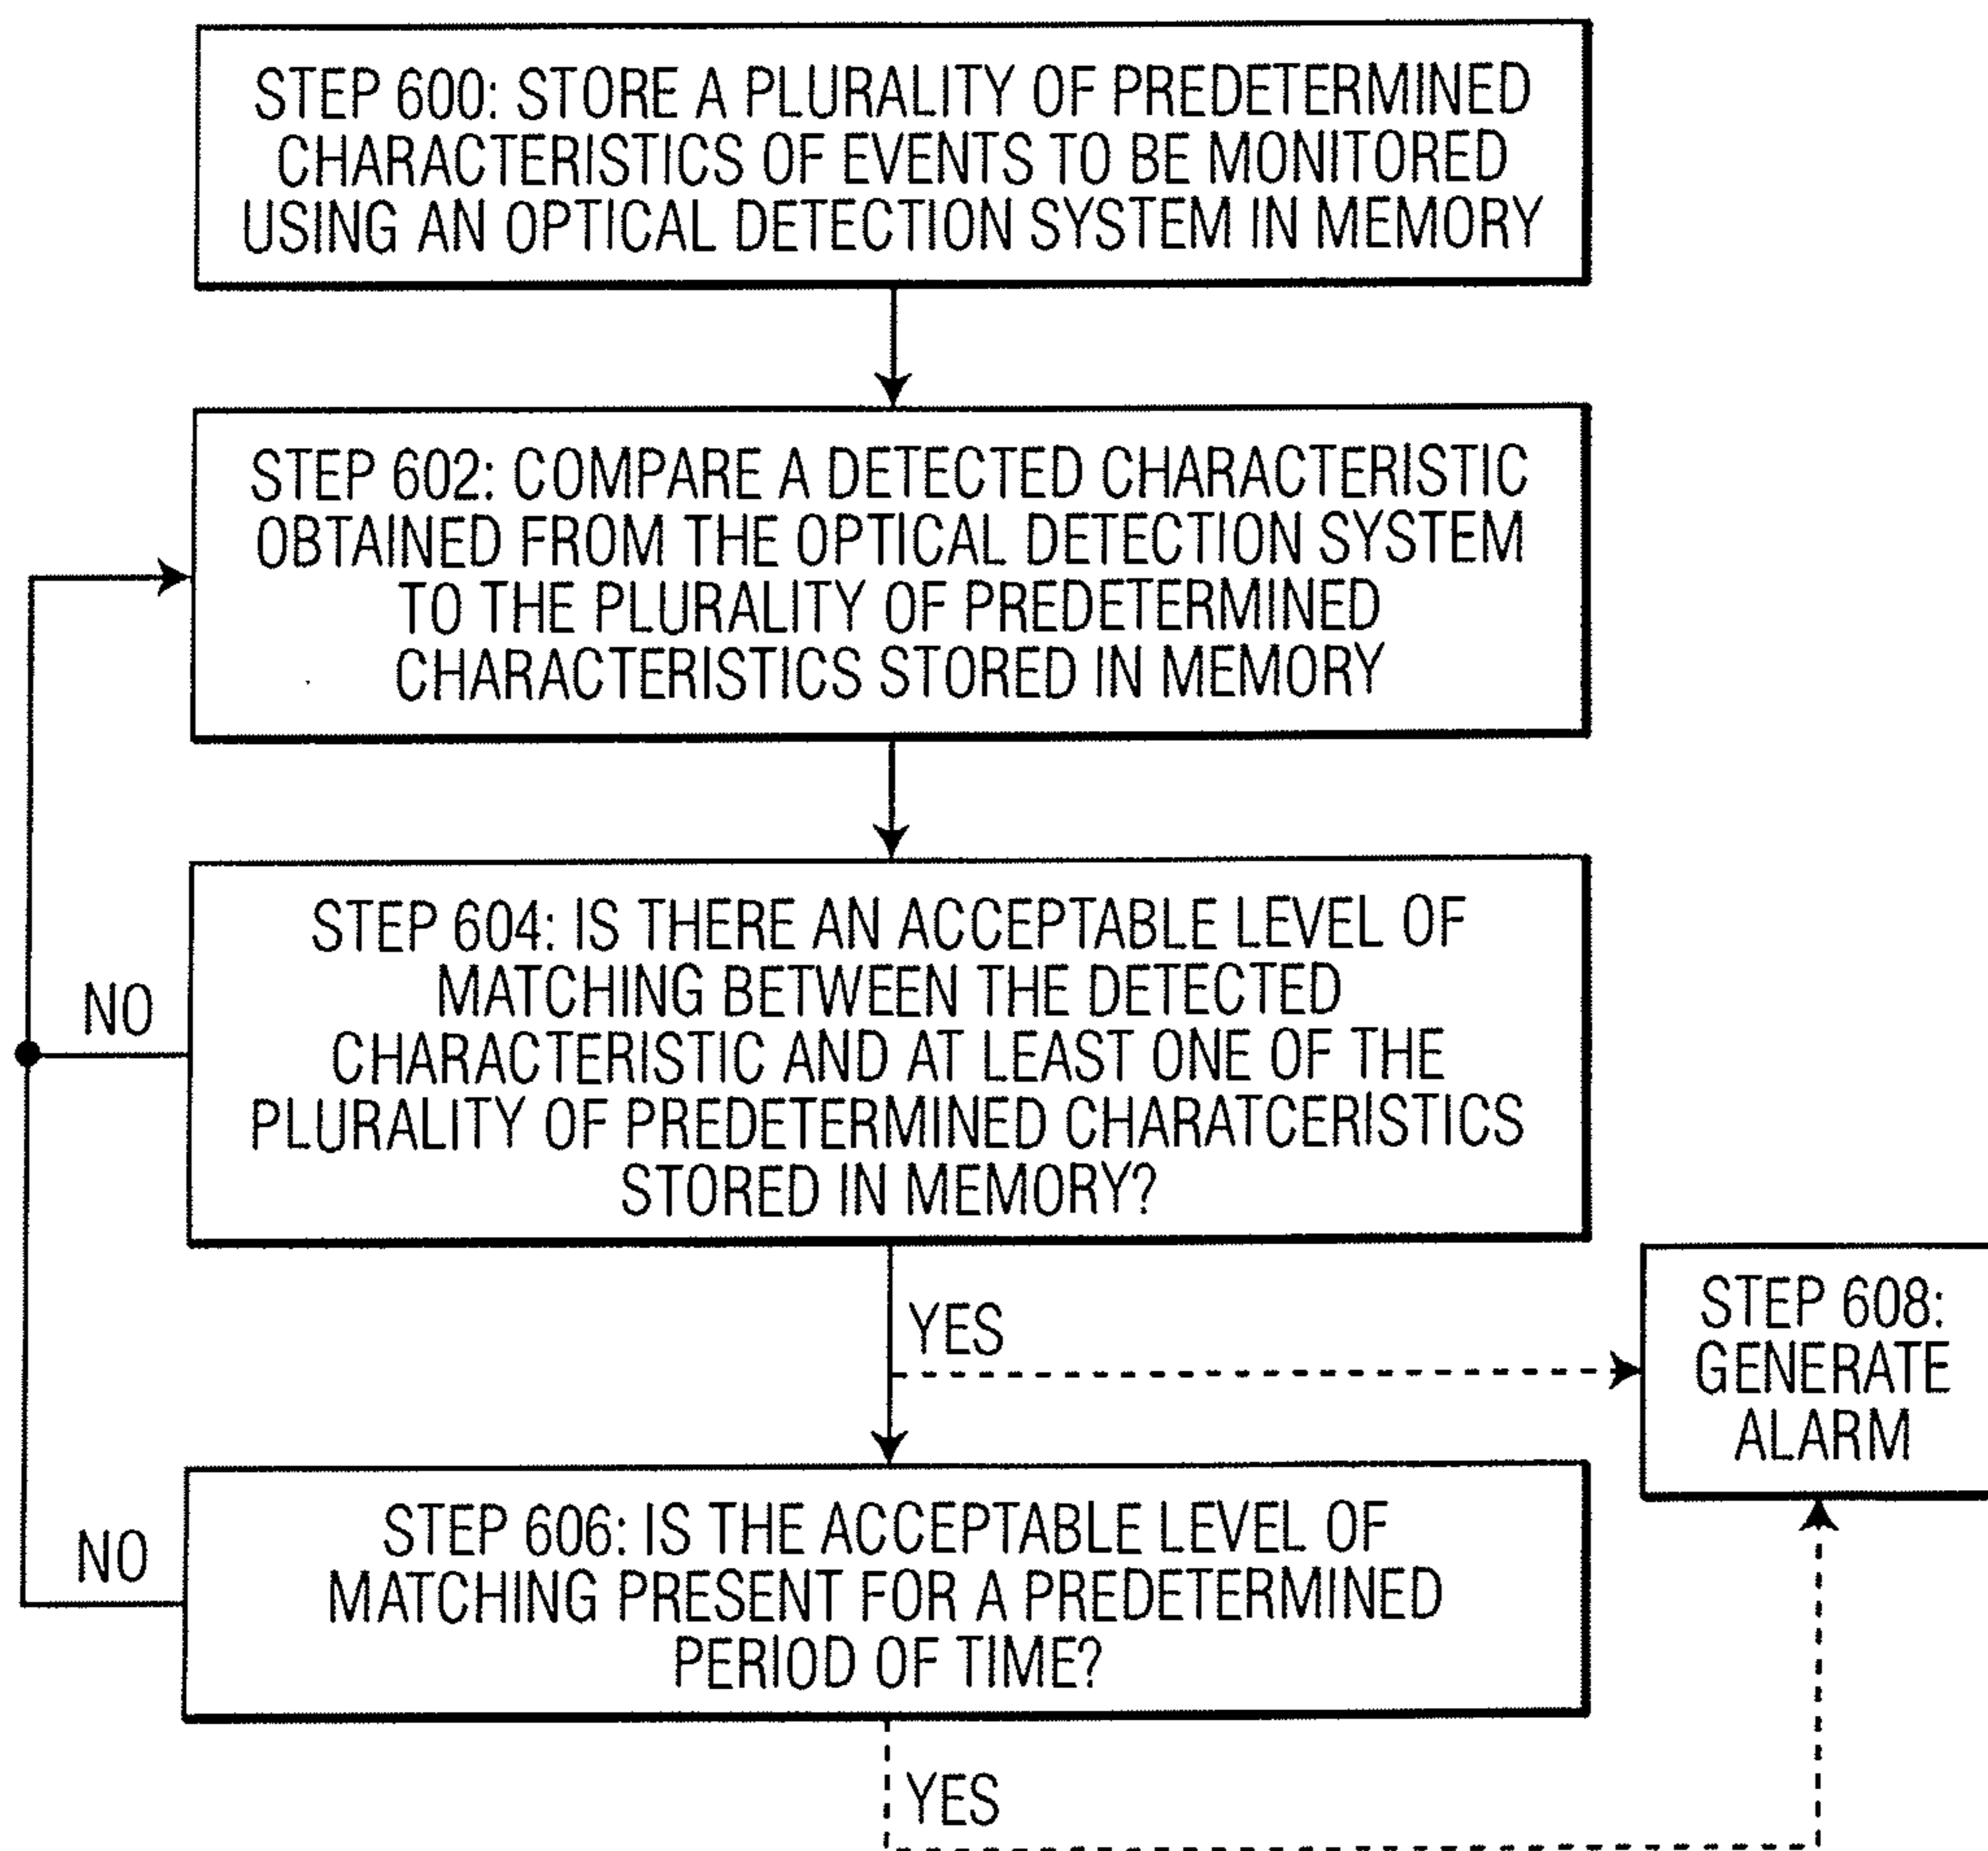 STEP 600: STORE A PLURALITY OF PREDETERMINED
CHARACTERISTICS OF EVENTS TO BE MONITORED
USING AN OPTICAL DETECTION SYSTEM IN MEMORY
STEP 602: COMPARE A DETECTED CHARACTERISTIC
OBTAINED FROM THE OPTICAL DETECTION SYSTEM
TO THE PLURALITY OF PREDETERMINED
CHARACTERISTICS STORED IN MEMORY
STEP 604: IS THERE AN ACCEPTABLE LEVEL OF
MATCHING BETWEEN THE DETECTED
CHARACTERISTIC AND AT LEAST ONE OF THE
PLURALITY OF PREDETERMINED CHARATCERISTICS
STORED IN MEMORY?
NO
YES
STEP 608:
GENERATE
ALARM
STEP 606: IS THE ACCEPTABLE LEVEL OF
MATCHING PRESENT FOR A PREDETERMINED
PERIOD OF TIME?
NO
YES